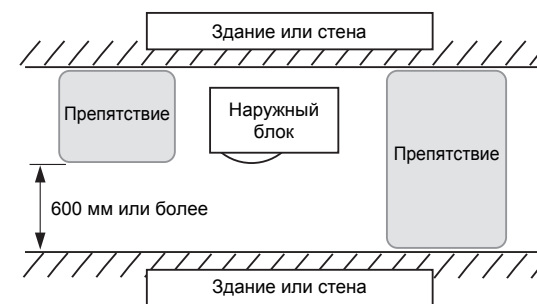 Здание или стена
Препятствие
Наружный
блок
Препятствие
600 мм или более
Здание или стена